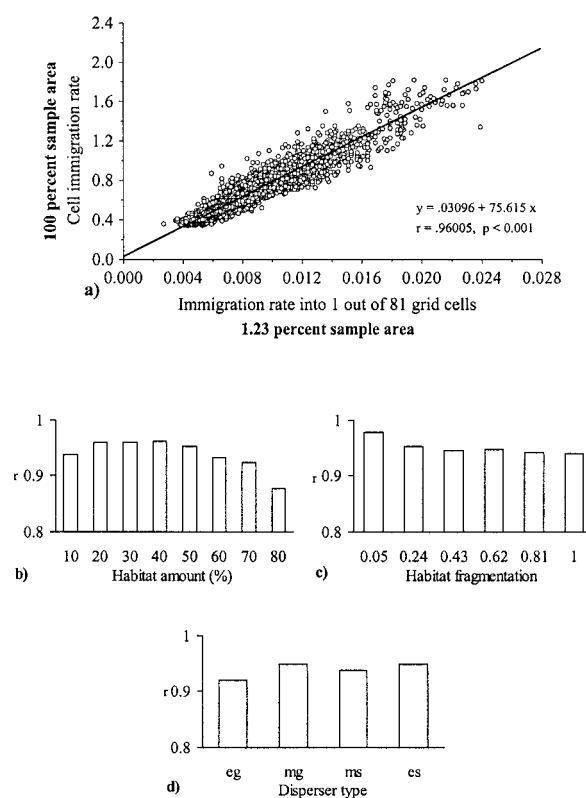 2.4
2.0
1.6
1.2
0.8
0.4
0.0
100 percent sample area
Cell immigration rate
y = .03096 + 75.615 x
r = .96005, p < 0.001
0.000 0.004 0.008 0.012 0.016 0.020 0.024 0.028
a)
Immigration rate into 1 out of 81 grid cells
1.23 percent sample area
1
r 0.9
0.8
10 20 30 40 50 60 70 80
b) Habitat amount (%)
1
r 0.9
0.8
0.05 0.24 0.43 0.62 0.81 1
c) Habitat fragmentation
1
r 0.9
0.8
eg mg ms es
d) Disperser type